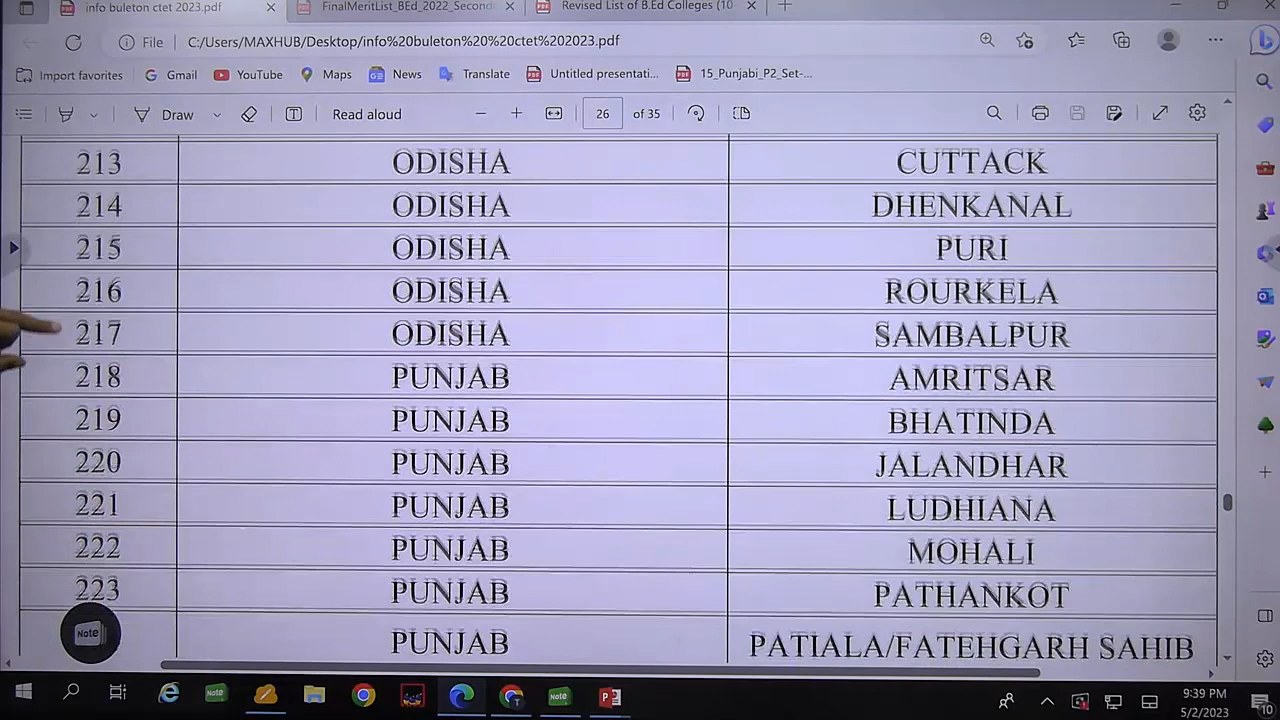 info buleton ctet 2023.pdf
FinalMeritList_BEd_2022_Second
Revised List of B.Ed Colleges (10
File
C:/Users/MAXHUB/Desktop/info%20buleton%20%20ctet%202023.pdf
Import favorites
Gmail
YouTube
Maps
News
Translate
Untitled presentati...
15_Punjabi_P2_Set-...
Draw
Read aloud
26 of 35
213 ODISHA CUTTACK
214 ODISHA DHENKANAL
215 ODISHA PURI
216 ODISHA ROURKELA
217 ODISHA SAMBALPUR
218 PUNJAB AMRITSAR
219 PUNJAB BHATINDA
220 PUNJAB JALANDHAR
221 PUNJAB LUDHIANA
222 PUNJAB MOHALI
223 PUNJAB PATHANKOT
Note PUNJAB PATIALA/FATEHGARH SAHIB
Note
Note
9:39 PM
5/2/2023
10